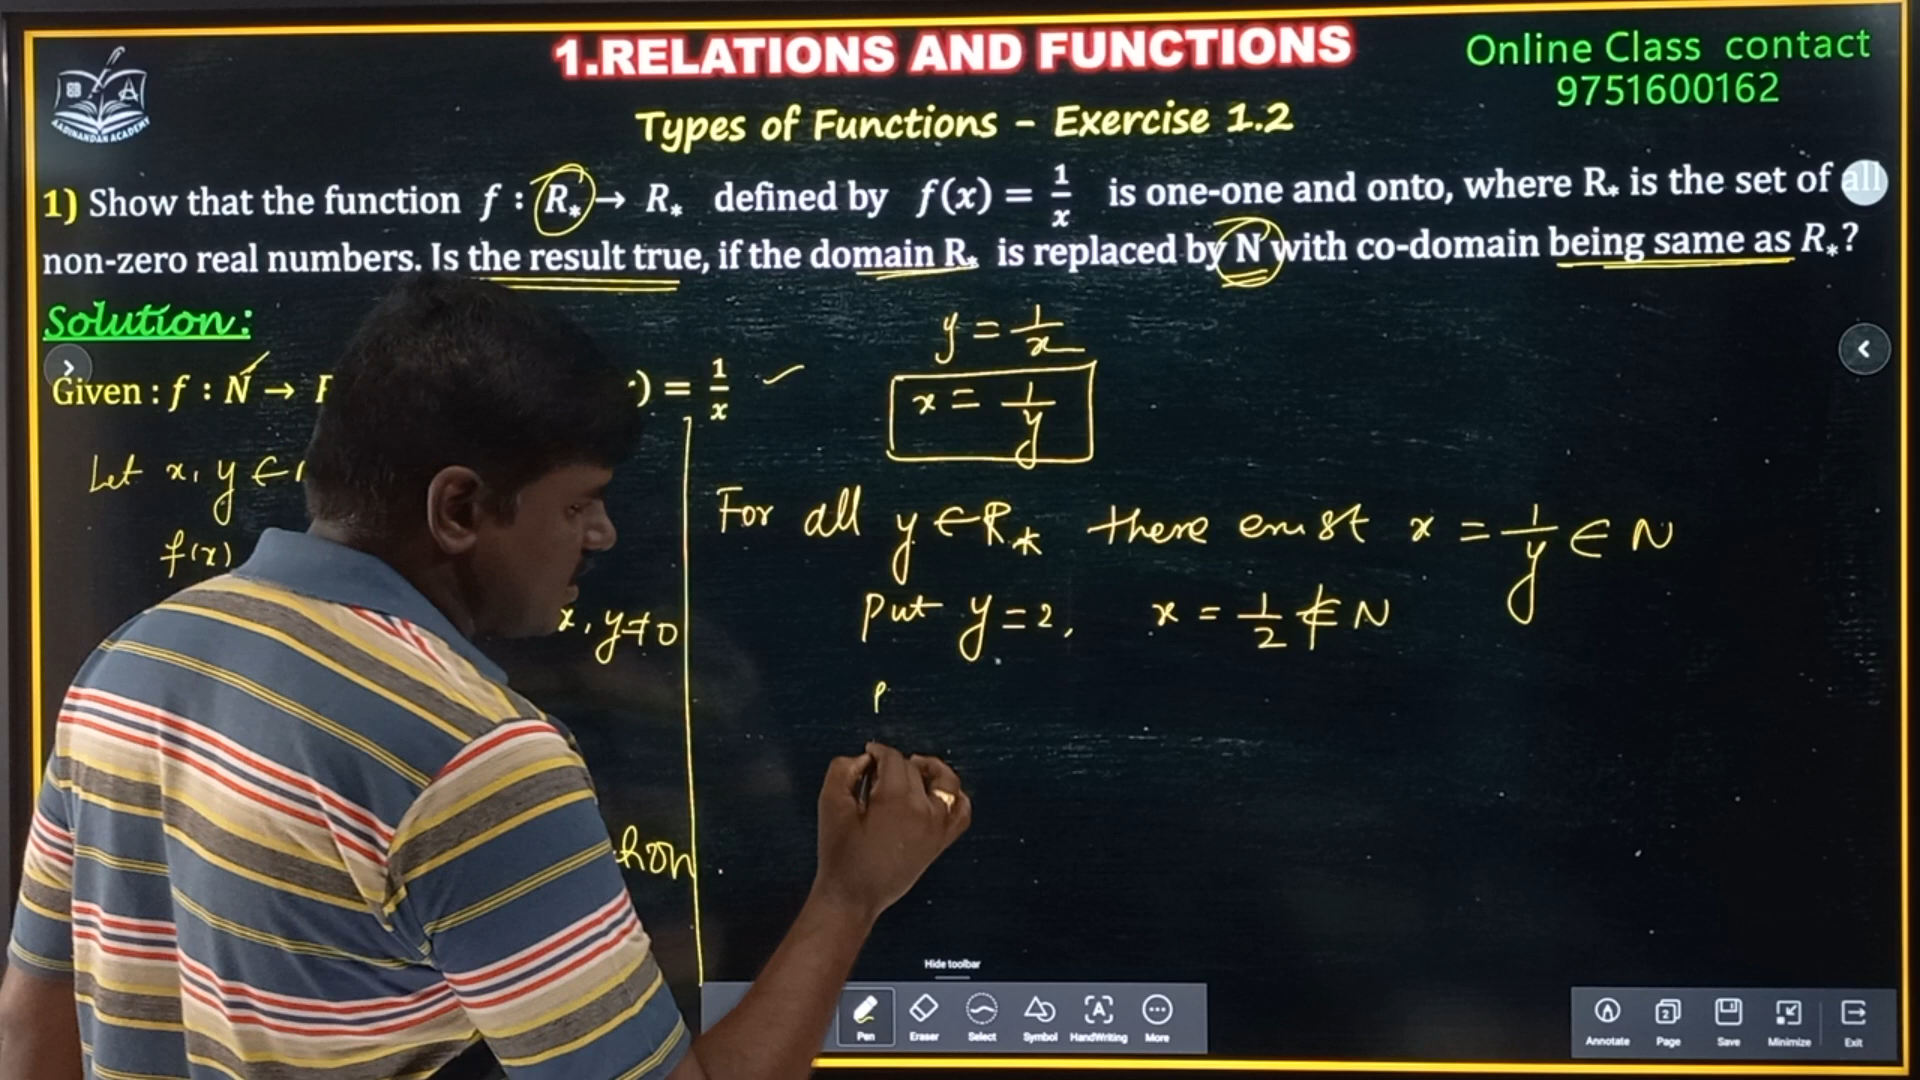 1.RELATIONS AND FUNCTIONS
Online Class contact
9751600162
AADINANDAN ACADEMY
Types of Functions - Exercise 1.2
1) Show that the function f : R* → R* defined by f(x) = 1/x is one-one and onto, where R* is the set of all
non-zero real numbers. Is the result true, if the domain R* is replaced by N with co-domain being same as R*?
Solution:
Given : f : N → ) = 1/x ✓
y = 1/x
x = 1/y
Let x, y ∈
f(x)
x, y ≠ 0
For all y ∈ R* there exist x = 1/y ∈ N
Put y = 2, x = 1/2 ∉ N
P
Hide toolbar
Pen Eraser Select Symbol HandWriting More
Annotate Page Save Minimize Exit